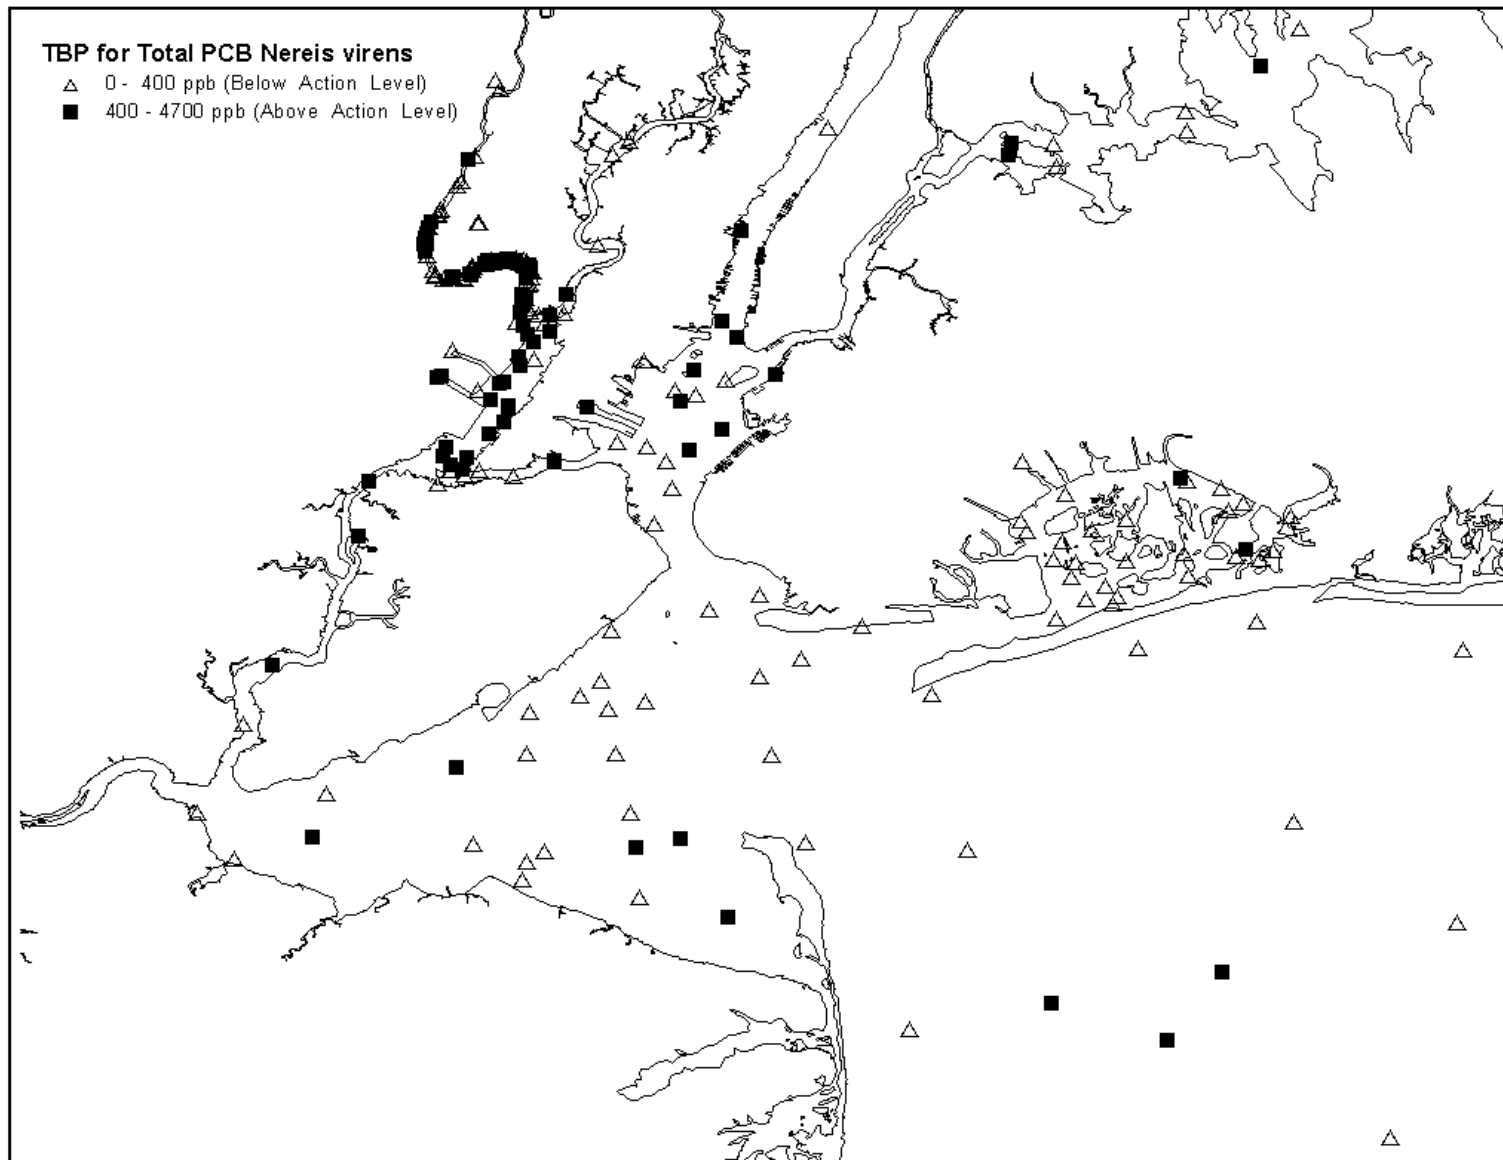 TBP for Total PCB Nereis virens
0 - 400 ppb (Below Action Level)
400 - 4700 ppb (Above Action Level)